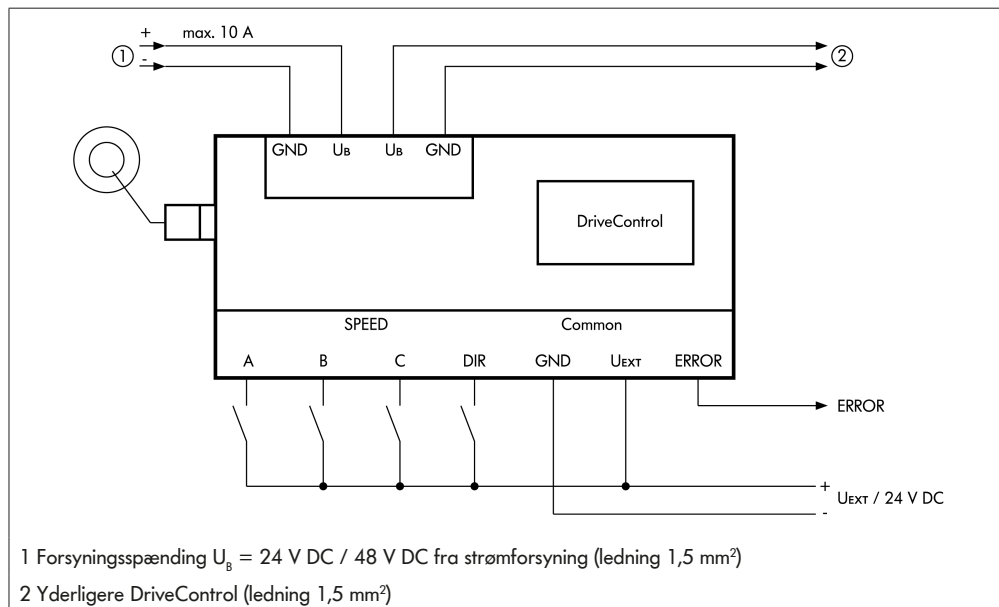 + max. 10 A
1
-
2
GND UB UB GND
DriveControl
SPEED Common
A B C DIR GND UEXT ERROR
ERROR
+
UEXT / 24 V DC
-
1 Forsyningsspænding UB = 24 V DC / 48 V DC fra strømforsyning (ledning 1,5 mm²)
2 Yderligere DriveControl (ledning 1,5 mm²)